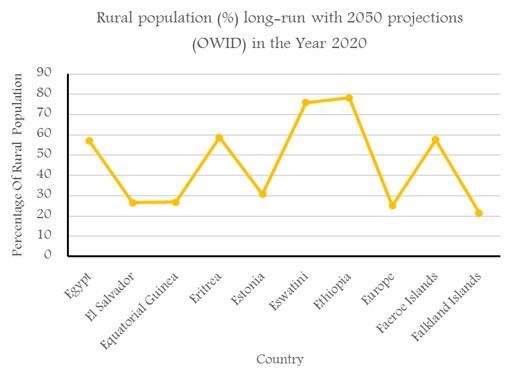 Rural population (%) long-run with 2050 projections
(OWID) in the Year 2020
Percentage Of Rural Population
90
80
70
60
50
40
30
20
10
0
Egypt
El Salvador
Equatorial Guinea
Eritrea
Estonia
Eswatini
Ethiopia
Europe
Faeroe Islands
Falkland Islands
Country